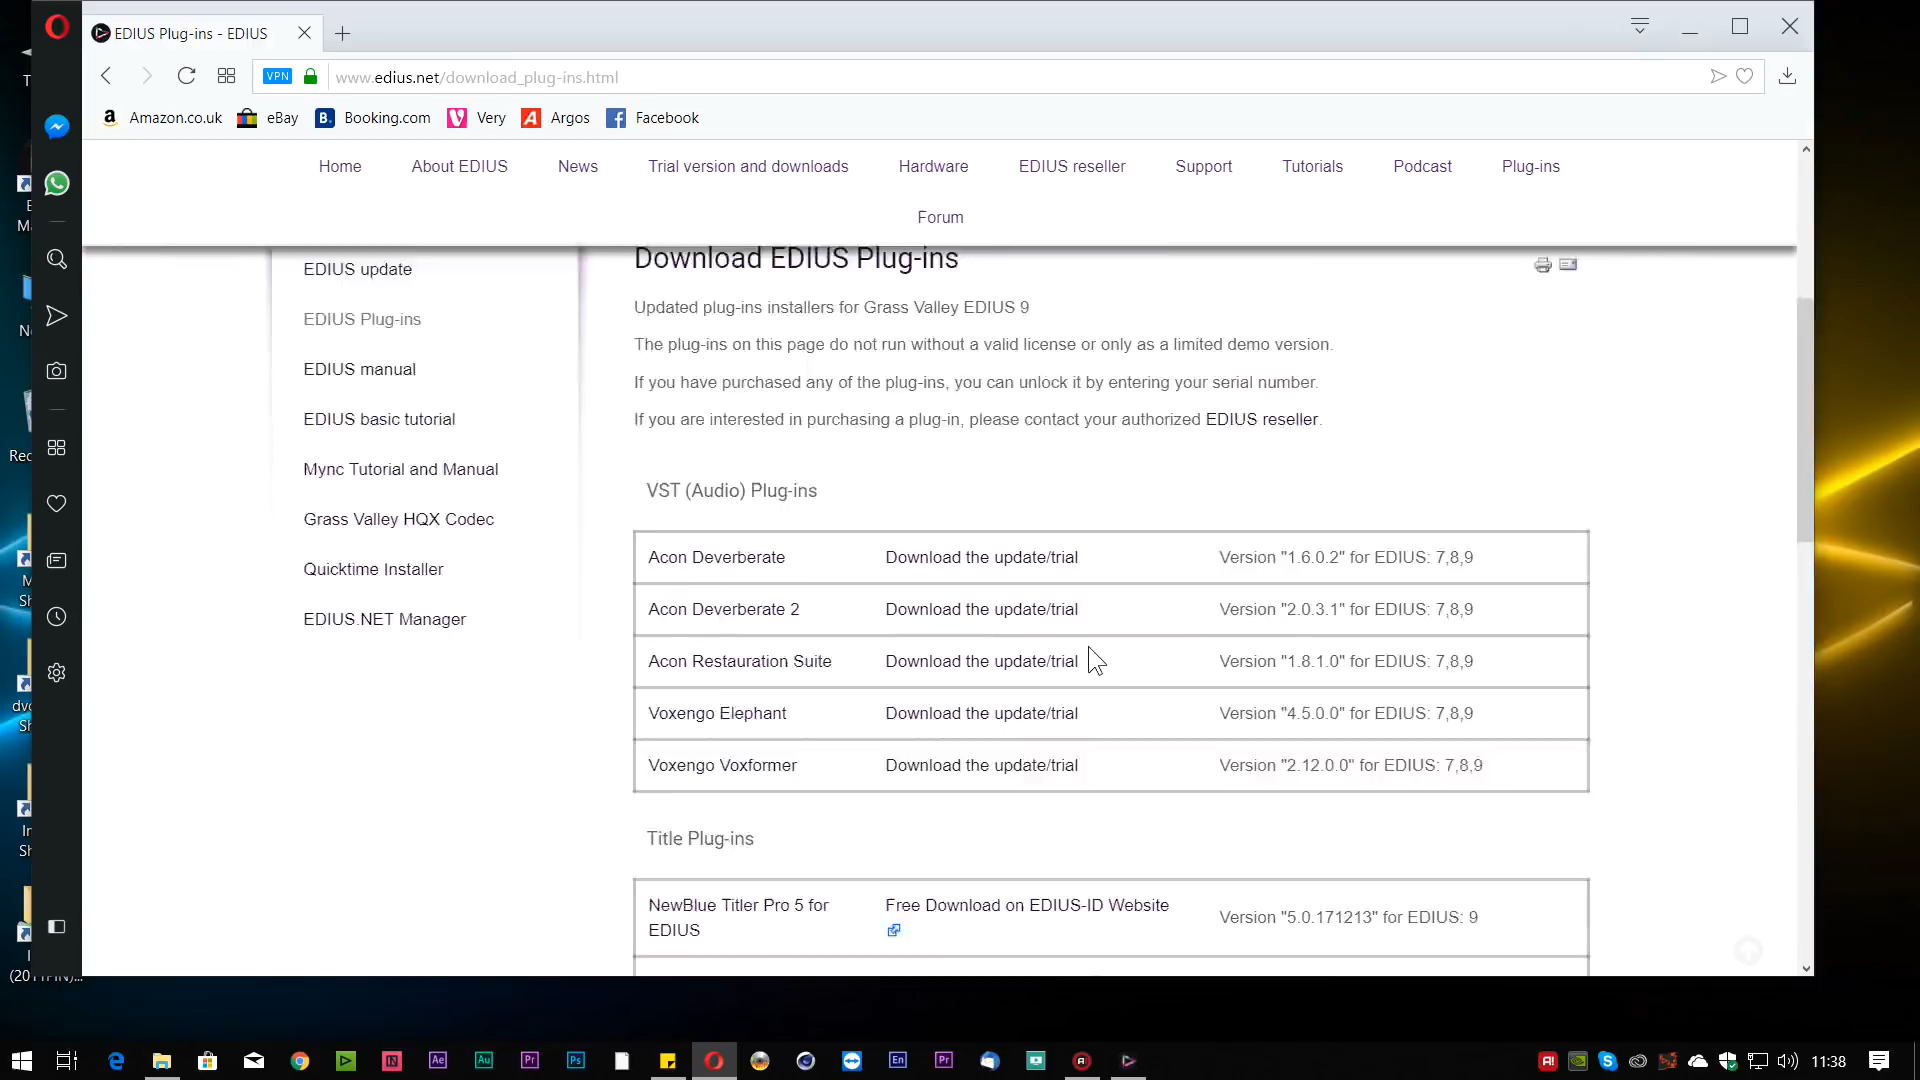 EDIUS Plug-ins - EDIUS
VPN
www.edius.net/download_plug-ins.html
Amazon.co.uk
eBay
Booking.com
Very
Argos
Facebook
Home
About EDIUS
News
Trial version and downloads
Hardware
EDIUS reseller
Support
Tutorials
Podcast
Plug-ins
Forum
EDIUS update
EDIUS Plug-ins
EDIUS manual
EDIUS basic tutorial
Mync Tutorial and Manual
Grass Valley HQX Codec
Quicktime Installer
EDIUS.NET Manager
Download EDIUS Plug-ins
Updated plug-ins installers for Grass Valley EDIUS 9
The plug-ins on this page do not run without a valid license or only as a limited demo version.
If you have purchased any of the plug-ins, you can unlock it by entering your serial number.
If you are interested in purchasing a plug-in, please contact your authorized EDIUS reseller.
VST (Audio) Plug-ins
Acon Deverberate Download the update/trial Version "1.6.0.2" for EDIUS: 7,8,9
Acon Deverberate 2 Download the update/trial Version "2.0.3.1" for EDIUS: 7,8,9
Acon Restauration Suite Download the update/trial Version "1.8.1.0" for EDIUS: 7,8,9
Voxengo Elephant Download the update/trial Version "4.5.0.0" for EDIUS: 7,8,9
Voxengo Voxformer Download the update/trial Version "2.12.0.0" for EDIUS: 7,8,9
Title Plug-ins
NewBlue Titler Pro 5 for
EDIUS
Free Download on EDIUS-ID Website
Version "5.0.171213" for EDIUS: 9
Ae
Au
Pr
Ps
En
Pr
11:38